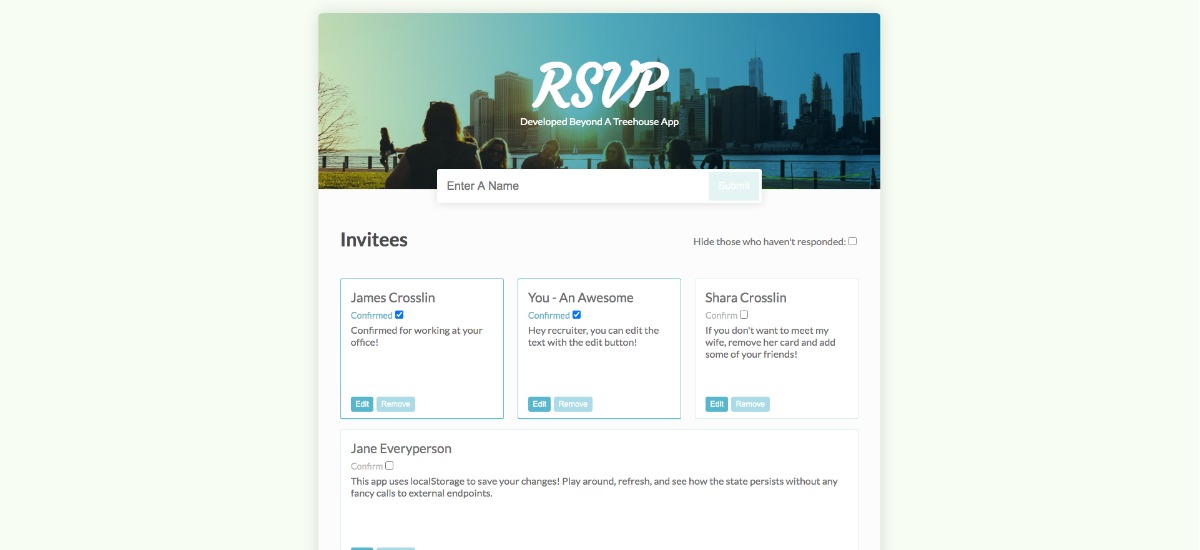 RSVP
Developed Beyond A Treehouse App
Enter A Name
Submit
Invitees
Hide those who haven't responded:
James Crosslin
Confirmed
Confirmed for working at your
office!
Edit
Remove
You - An Awesome
Confirmed
Hey recruiter, you can edit the
text with the edit button!
Edit
Remove
Shara Crosslin
Confirm
If you don't want to meet my
wife, remove her card and add
some of your friends!
Edit
Remove
Jane Everyperson
Confirm
This app uses localStorage to save your changes! Play around, refresh, and see how the state persists without any
fancy calls to external endpoints.